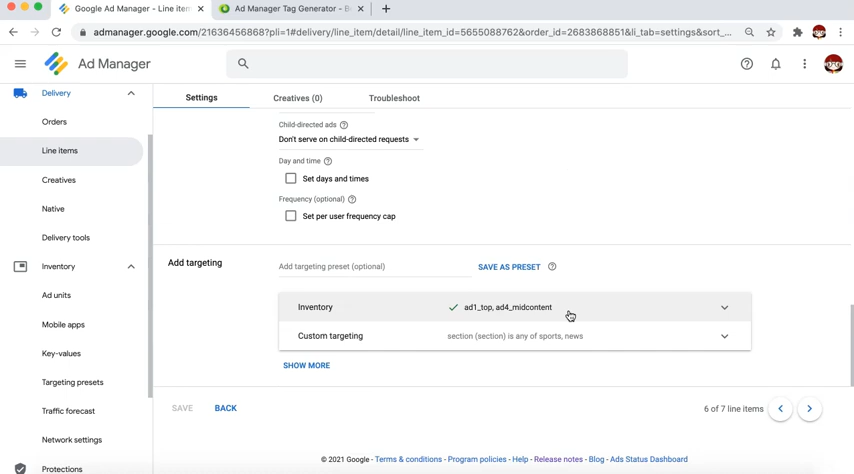 Google Ad Manager - Line item
Ad Manager Tag Generator - B
admanager.google.com/21636456868?pli=1#delivery/line_item/detail/line_item_id=5655088762&order_id=2683868851&li_tab=settings&sort_...
Ad Manager
Delivery
Orders
Line items
Creatives
Native
Delivery tools
Inventory
Ad units
Mobile apps
Key-values
Targeting presets
Traffic forecast
Network settings
Protections
Settings
Creatives (0)
Troubleshoot
Child-directed ads
Don't serve on child-directed requests
Day and time
Set days and times
Frequency (optional)
Set per user frequency cap
Add targeting
Add targeting preset (optional)
SAVE AS PRESET
Inventory
ad1_top, ad4_midcontent
Custom targeting
section (section) is any of sports, news
SHOW MORE
SAVE
BACK
6 of 7 line items
© 2021 Google - Terms & conditions - Program policies - Help - Release notes - Blog - Ads Status Dashboard